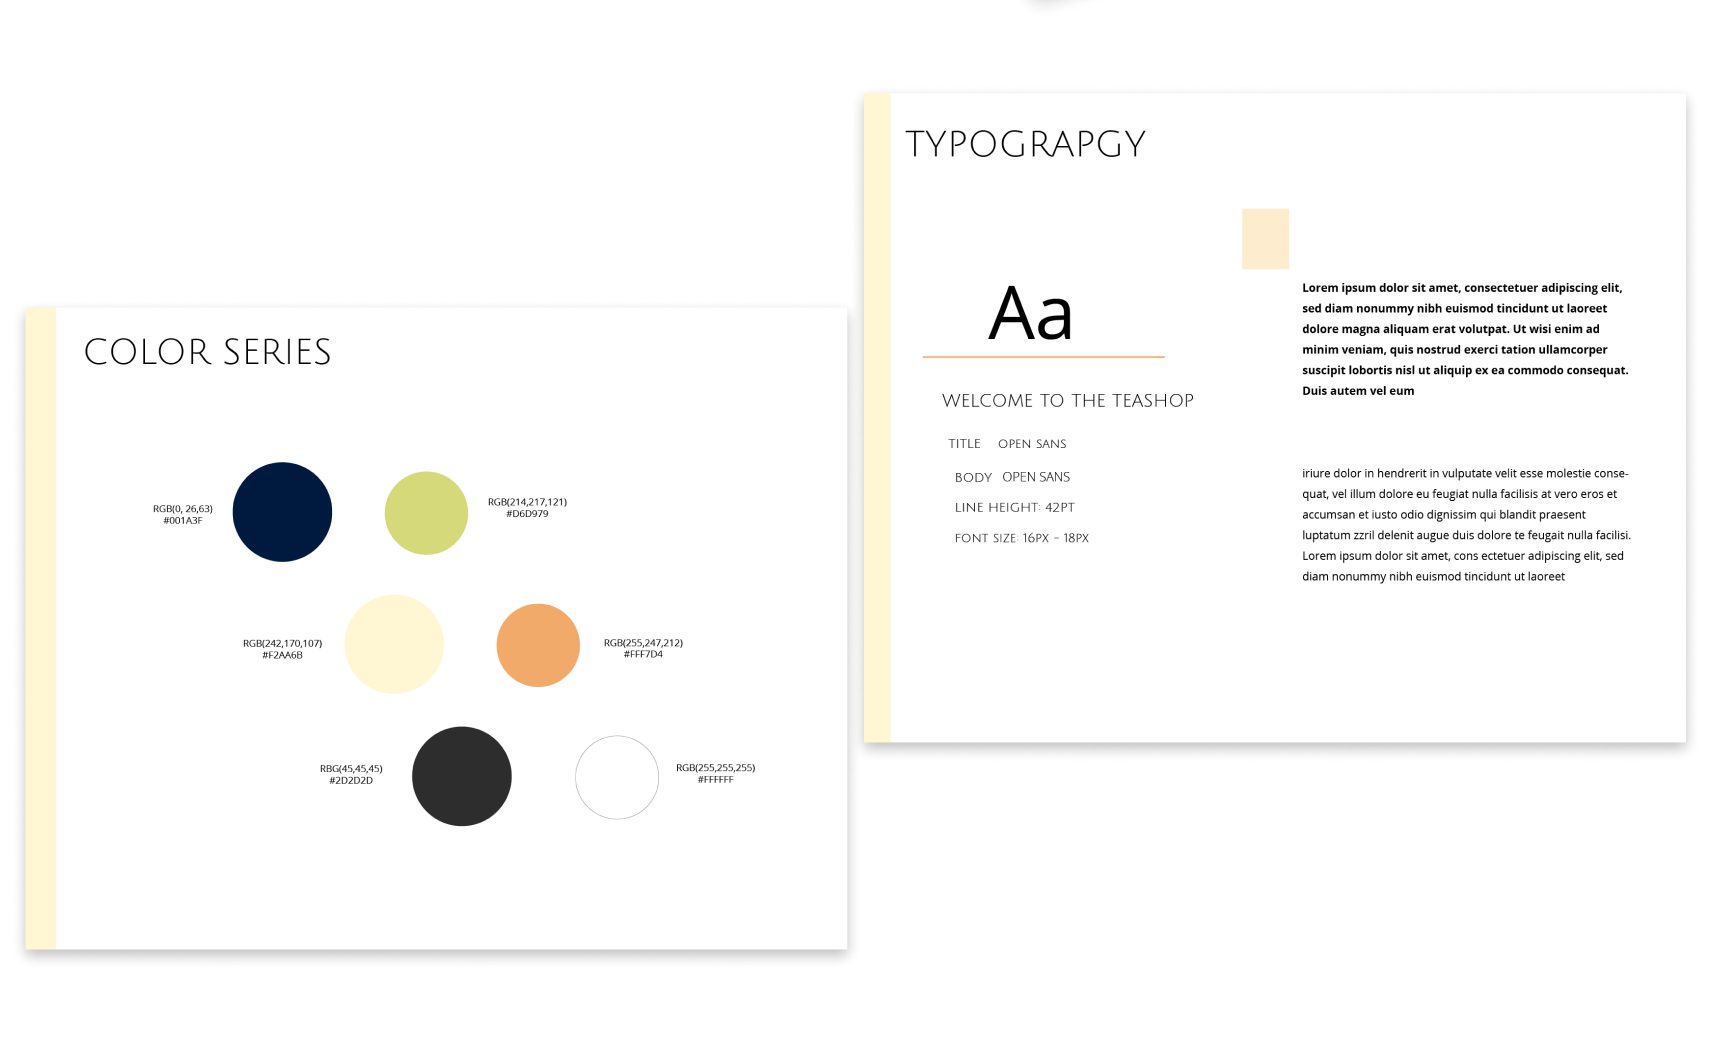 COLOR SERIES
RGB(0, 26,63)
#001A3F
RGB(214,217,121)
#D6D979
RGB(242,170,107)
#F2AA6B
RGB(255,247,212)
#FFF7D4
RBG(45,45,45)
#2D2D2D
RGB(255,255,255)
#FFFFFF
TYPOGRAPGY
Aa
WELCOME TO THE TEASHOP
TITLE OPEN SANS
BODY OPEN SANS
LINE HEIGHT: 42PT
FONT SIZE: 16PX - 18PX
Lorem ipsum dolor sit amet, consectetuer adipiscing elit,
sed diam nonummy nibh euismod tincidunt ut laoreet
dolore magna aliquam erat volutpat. Ut wisi enim ad
minim veniam, quis nostrud exerci tation ullamcorper
suscipit lobortis nisl ut aliquip ex ea commodo consequat.
Duis autem vel eum
iriure dolor in hendrerit in vulputate velit esse molestie conse-
quat, vel illum dolore eu feugiat nulla facilisis at vero eros et
accumsan et iusto odio dignissim qui blandit praesent
luptatum zzril delenit augue duis dolore te feugait nulla facilisi.
Lorem ipsum dolor sit amet, cons ectetuer adipiscing elit, sed
diam nonummy nibh euismod tincidunt ut laoreet